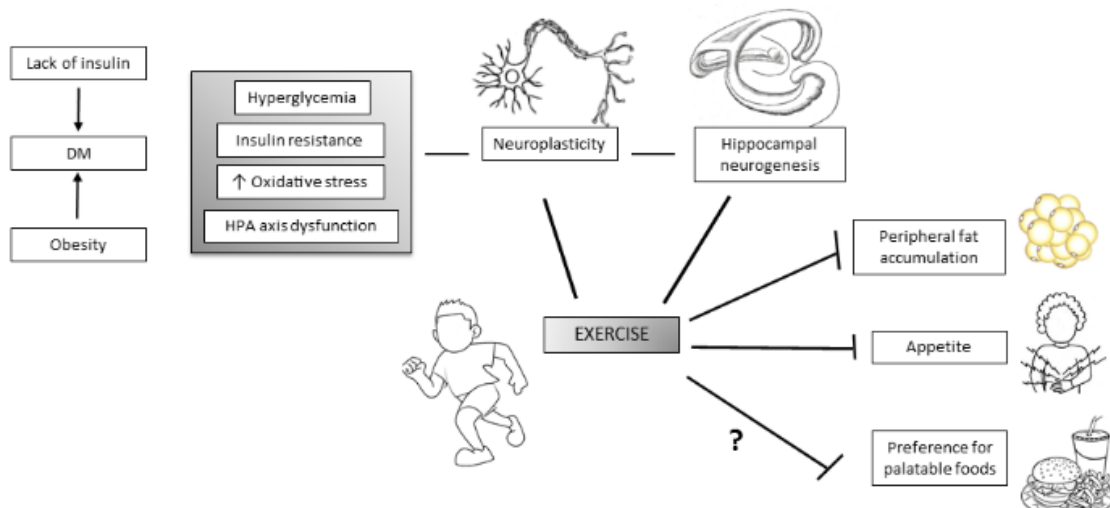 Lack of insulin
DM
Obesity
Hyperglycemia
Insulin resistance
↑ Oxidative stress
HPA axis dysfunction
Neuroplasticity
Hippocampal
neurogenesis
EXERCISE
Peripheral fat
accumulation
Appetite
?
Preference for
palatable foods